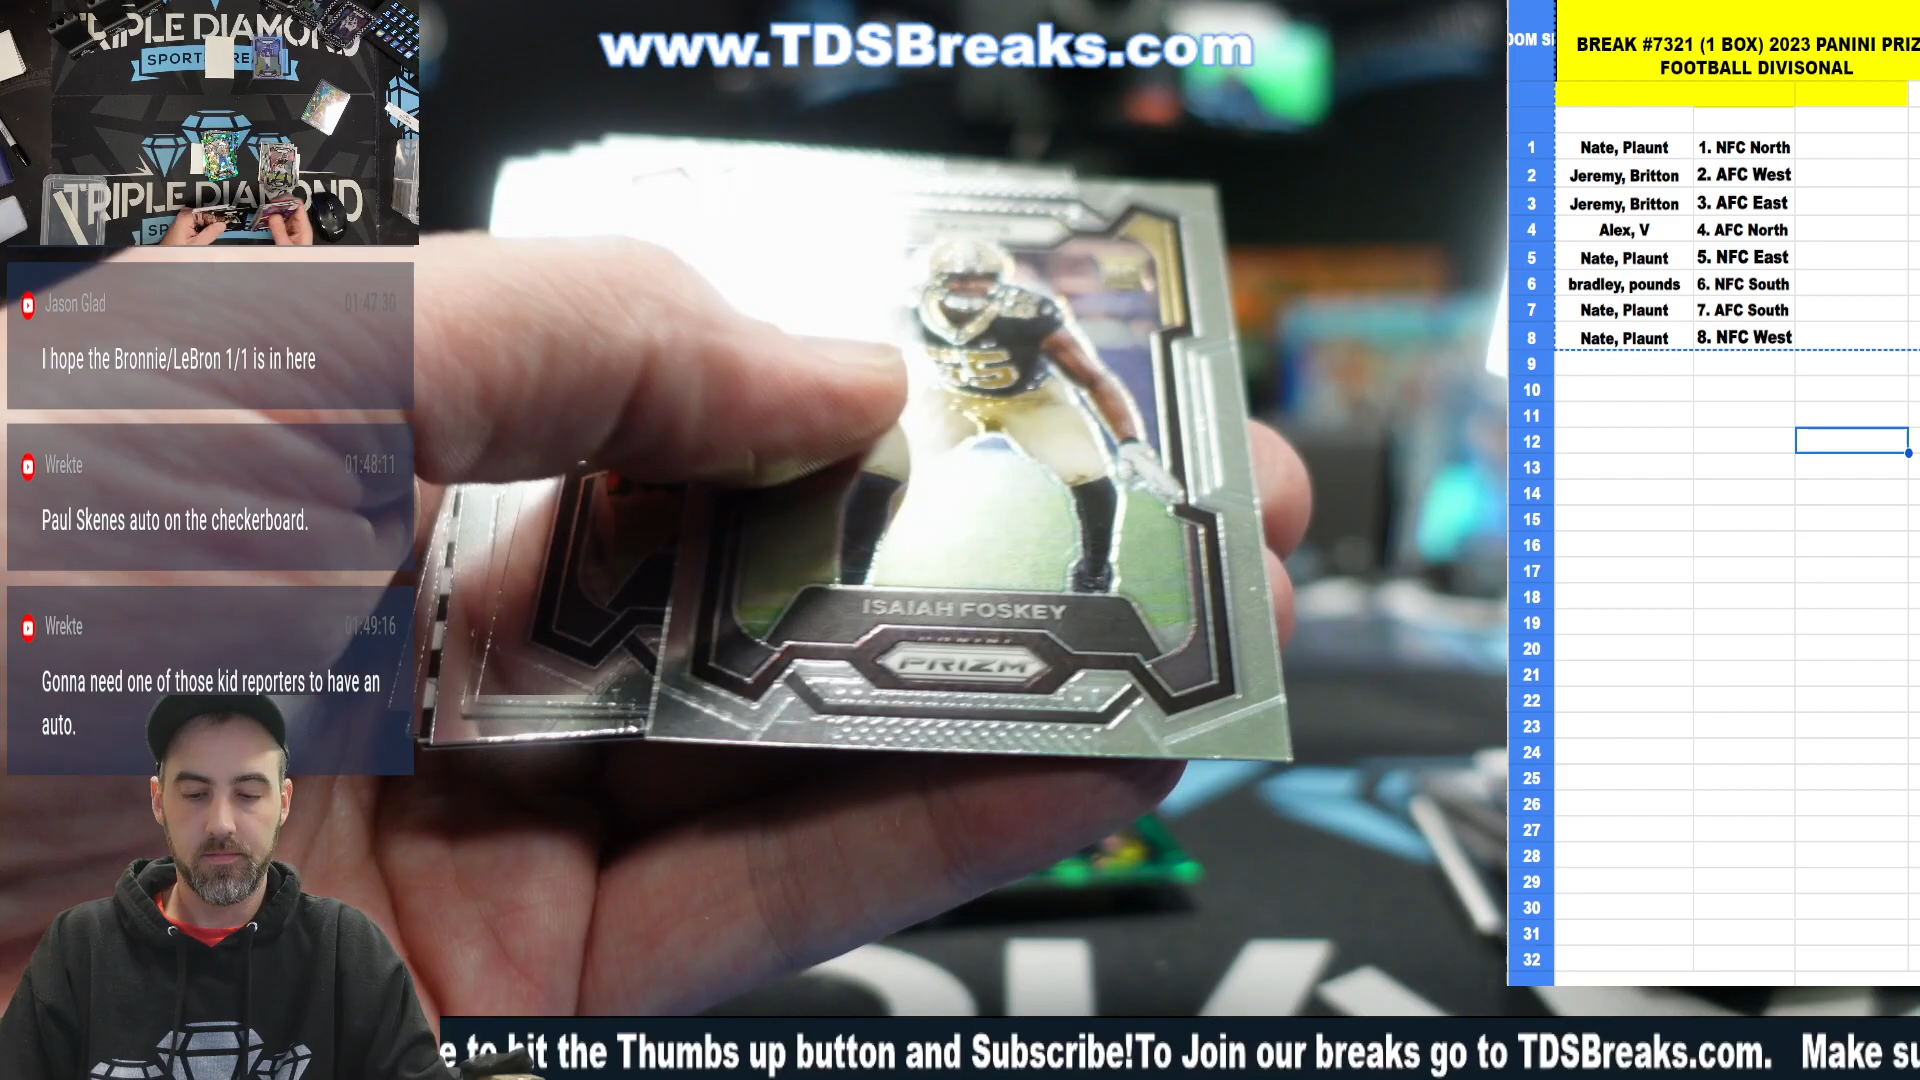 www.TDSBreaks.com
TRIPLE DIAMOND
TRIPLE DIAMOND
Jason Glad 01:47:30
I hope the Bronnie/LeBron 1/1 is in here
Wrekte 01:48:11
Paul Skenes auto on the checkerboard.
Wrekte 01:49:16
Gonna need one of those kid reporters to have an
auto.
ISAIAH FOSKEY
PANINI
PRIZM
BREAK #7321 (1 BOX) 2023 PANINI PRIZ
FOOTBALL DIVISONAL
1 Nate, Plaunt 1. NFC North
2 Jeremy, Britton 2. AFC West
3 Jeremy, Britton 3. AFC East
4 Alex, V 4. AFC North
5 Nate, Plaunt 5. NFC East
6 bradley, pounds 6. NFC South
7 Nate, Plaunt 7. AFC South
8 Nate, Plaunt 8. NFC West
9
10
11
12
13
14
15
16
17
18
19
20
21
22
23
24
25
26
27
28
29
30
31
32
e to hit the Thumbs up button and Subscribe!To Join our breaks go to TDSBreaks.com. Make su